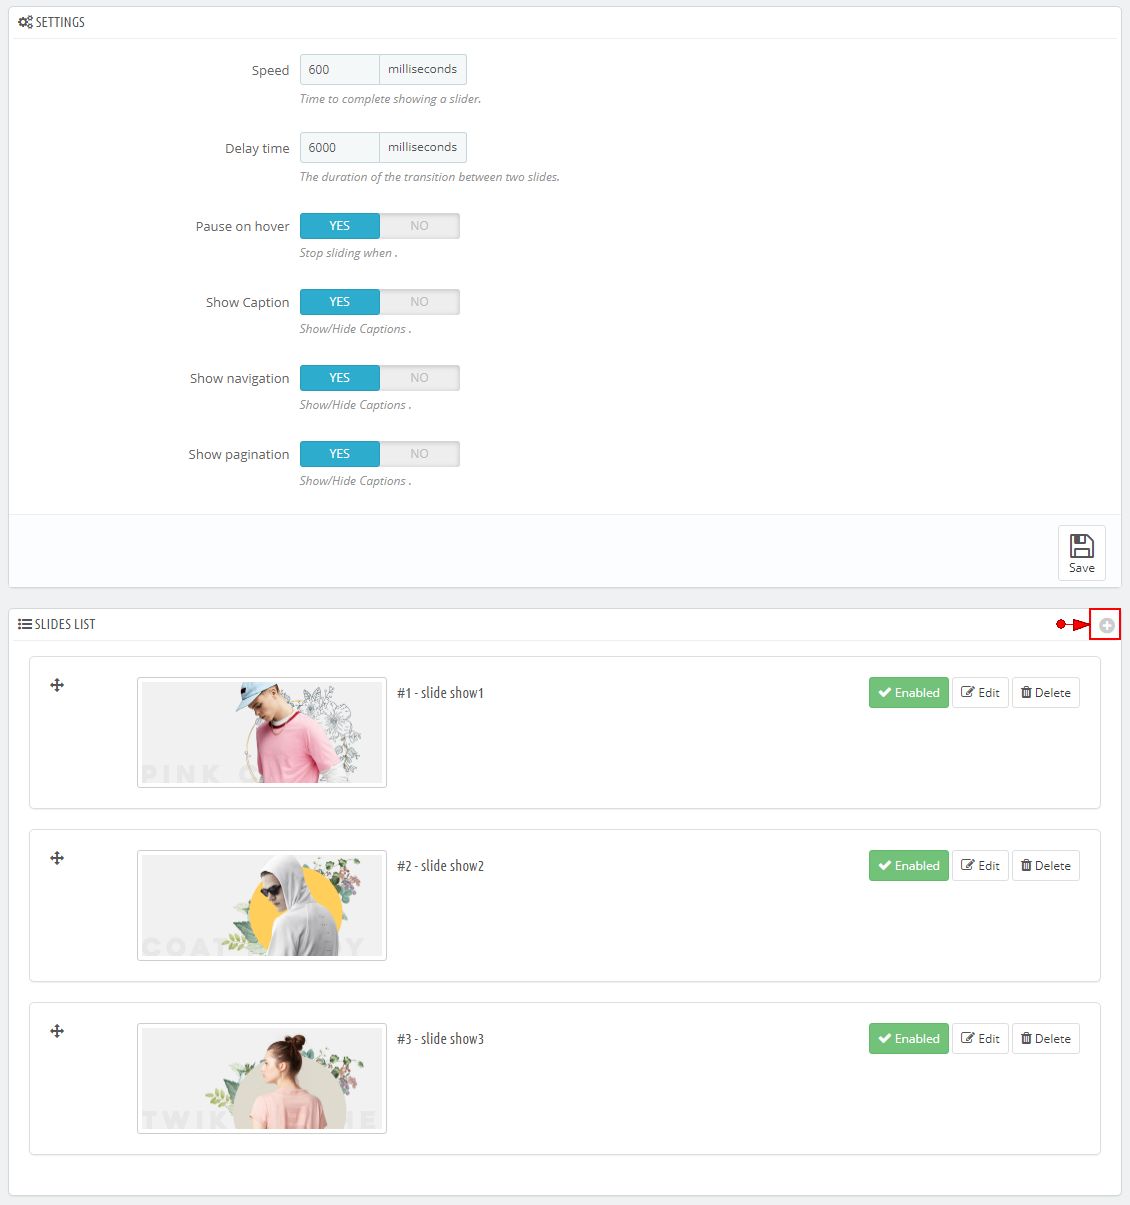 SETTINGS
Speed 600 milliseconds
Time to complete showing a slider.
Delay time 6000 milliseconds
The duration of the transition between two slides.
Pause on hover YES NO
Stop sliding when .
Show Caption YES NO
Show/Hide Captions .
Show navigation YES NO
Show/Hide Captions .
Show pagination YES NO
Show/Hide Captions .
Save
SLIDES LIST
#1 - slide show1 Enabled Edit Delete
PINK
#2 - slide show2 Enabled Edit Delete
COAT
#3 - slide show3 Enabled Edit Delete